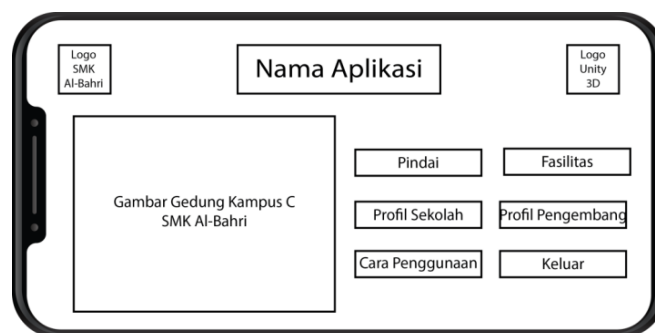 Logo
SMK
Al-Bahri
Nama Aplikasi
Logo
Unity
3D
Gambar Gedung Kampus C
SMK Al-Bahri
Pindai
Fasilitas
Profil Sekolah
Profil Pengembang
Cara Penggunaan
Keluar